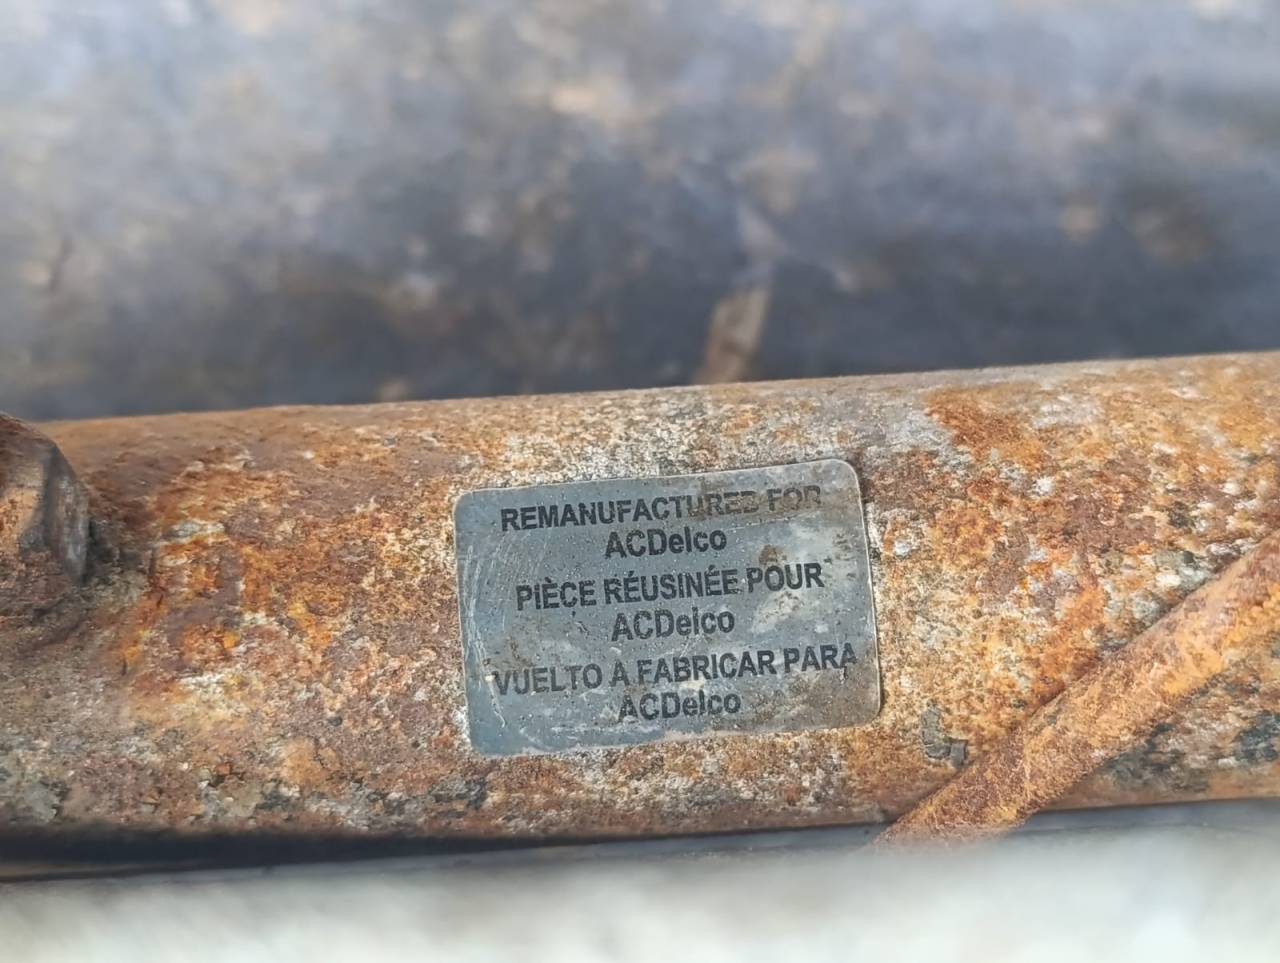 REMANUFACTURED FOR
ACDelco
PIÈCE RÉUSINÉE POUR
ACDelco
VUELTO A FABRICAR PARA
ACDelco